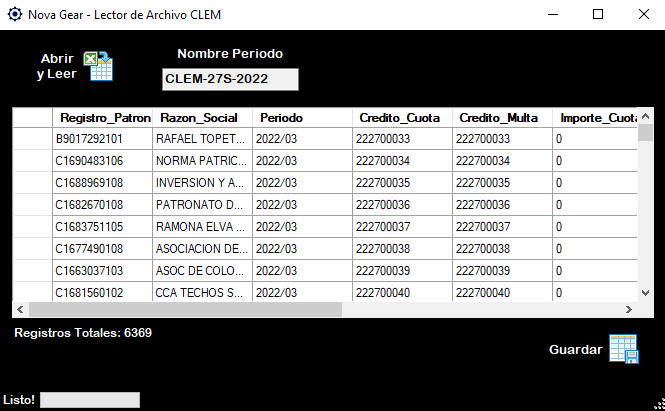 Nova Gear - Lector de Archivo CLEM
Abrir
y Leer
Nombre Periodo
CLEM-27S-2022
Registro_Patron Razon_Social Periodo Credito_Cuota Credito_Multa Importe_Cuota
B9017292101 RAFAEL TOPET... 2022/03 222700033 222700033 0
C1690483106 NORMA PATRIC... 2022/03 222700034 222700034 0
C1688969108 INVERSION Y A... 2022/03 222700035 222700035 0
C1682670108 PATRONATO D... 2022/03 222700036 222700036 0
C1683751105 RAMONA ELVA ... 2022/03 222700037 222700037 0
C1677490108 ASOCIACION DE... 2022/03 222700038 222700038 0
C1663037103 ASOC DE COLO... 2022/03 222700039 222700039 0
C1681560102 CCA TECHOS S... 2022/03 222700040 222700040 0
Registros Totales: 6369
Guardar
Listo!